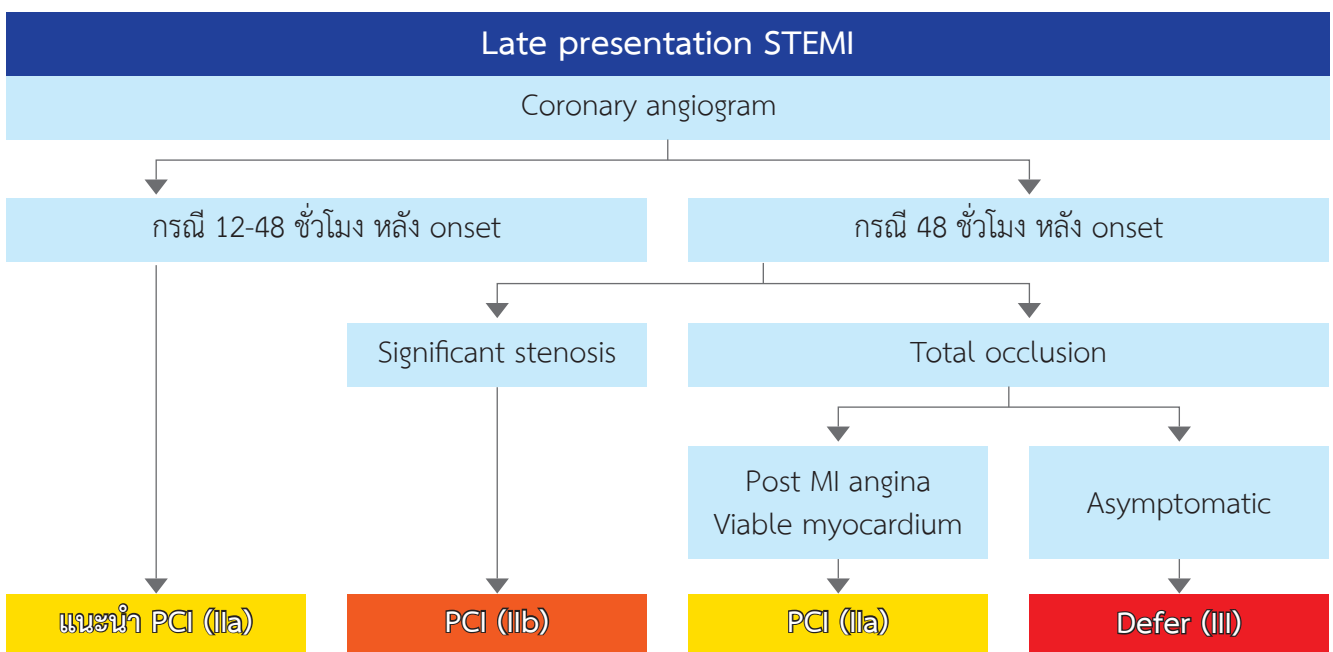 Late presentation STEMI
Coronary angiogram
กรณี 12-48 ชั่วโมง หลัง onset
กรณี 48 ชั่วโมง หลัง onset
Significant stenosis
Total occlusion
Post MI angina
Viable myocardium
Asymptomatic
แนะนำ PCI (IIa)
PCI (IIb)
PCI (IIa)
Defer (III)